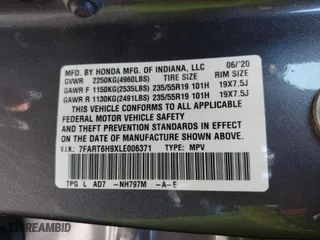 MFD. BY HONDA MFG. OF INDIANA, LLC 06/'20
GVWR 2250KG(4960LBS) TIRE SIZE RIM SIZE
GAWR F 1150KG(2535LBS) 235/55R19 101H 19X7.5J
GAWR R 1130KG(2491LBS) 235/55R19 101H 19X7.5J
THIS VEHICLE CONFORMS TO ALL APPLICABLE
FEDERAL MOTOR VEHICLE SAFETY
AND BUMPER STANDARDS IN EFFECT ON THE
DATE OF MANUFACTURE SHOWN ABOVE.
V.I.N: 7FART6H9XLE006371 TYPE: MPV
TPG L AD7 -NH797M -A-E
DREAMBID